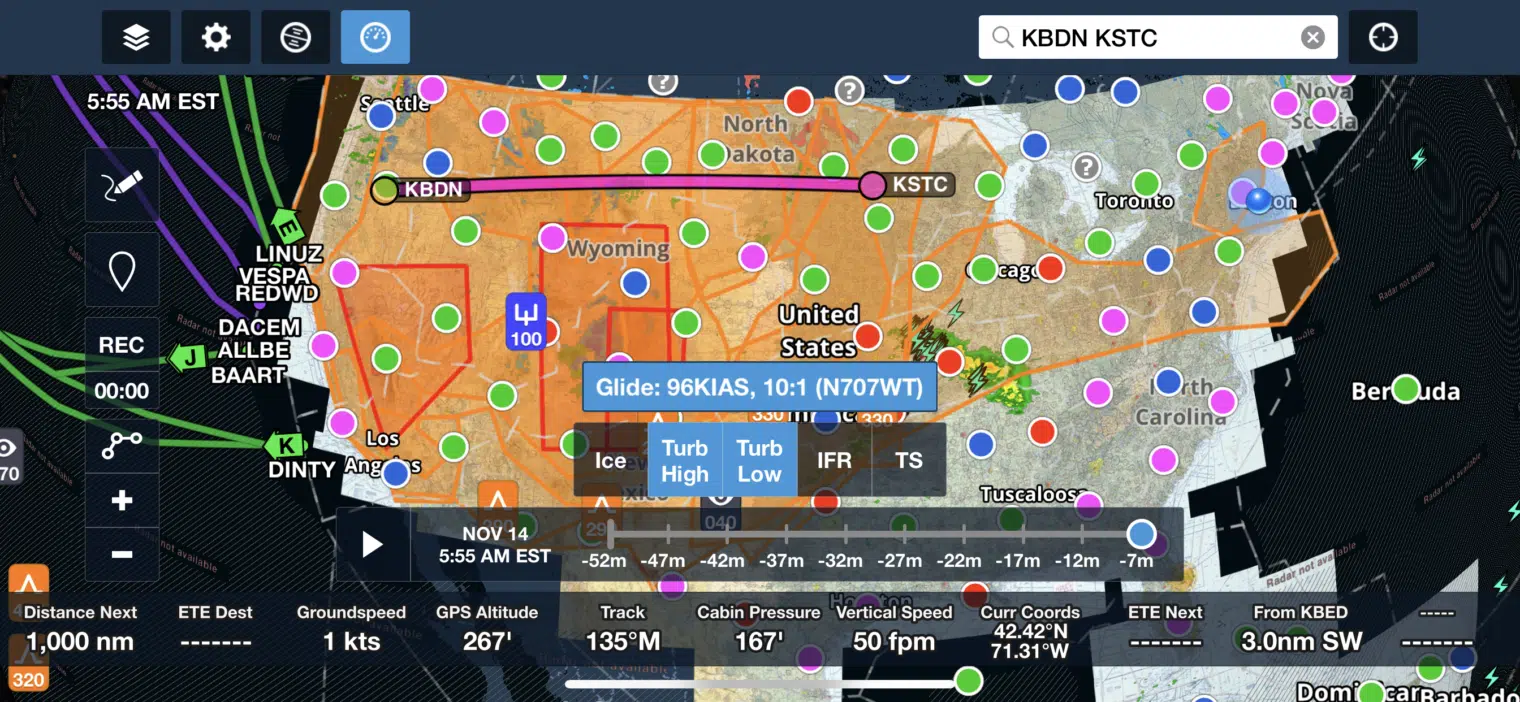 KBDN KSTC
5:55 AM EST
Seattle
North
Dakota
Nova
Scotia
KBDN
KSTC
Toronto
E
LINUZ
VESPA
REDWD
Wyoming
Chicago
DACEM
ALLBE
BAART
J
REC
00:00
100
United
States
Glide: 96KIAS, 10:1 (N707WT)
330
330
North
Carolina
Bermuda
K
DINTY
Los
Angeles
70
Ice
Turb
High
Turb
Low
IFR
TS
Tuscaloosa
040
NOV 14
5:55 AM EST
-52m -47m -42m -37m -32m -27m -22m -17m -12m -7m
Radar not available
Houston
Distance Next
1,000 nm
ETE Dest
-------
Groundspeed
1 kts
GPS Altitude
267'
Track
135°M
Cabin Pressure
167'
Vertical Speed
50 fpm
Curr Coords
42.42°N
71.31°W
ETE Next
-------
From KBED
3.0nm SW
-----
-------
320